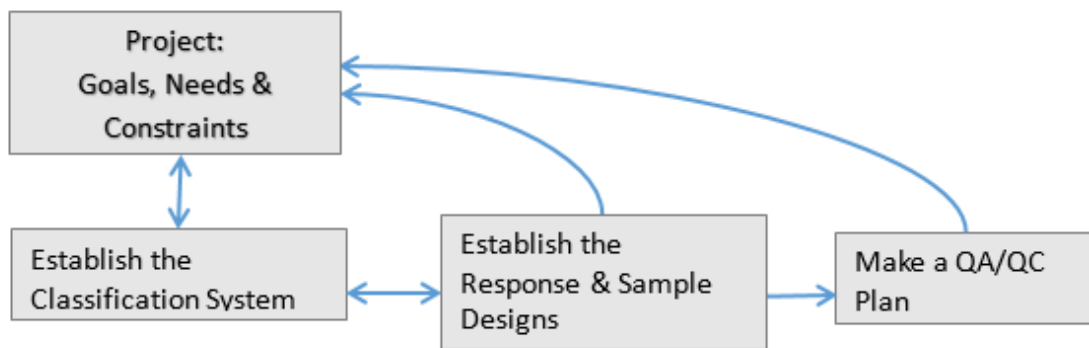 Project:
Goals, Needs &
Constraints
Establish the
Classification System
Establish the
Response & Sample
Designs
Make a QA/QC
Plan